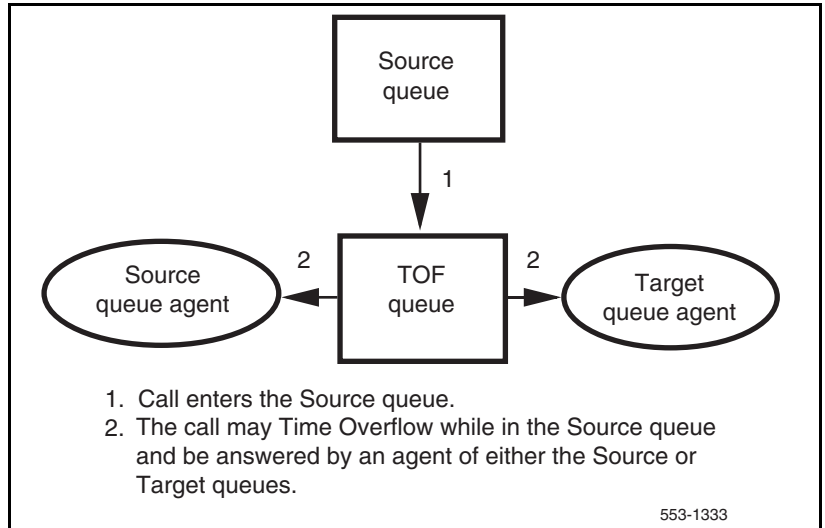 Source
queue
1
Source
queue agent
2
TOF
queue
2
Target
queue agent
1. Call enters the Source queue.
2. The call may Time Overflow while in the Source queue
and be answered by an agent of either the Source or
Target queues.
553-1333